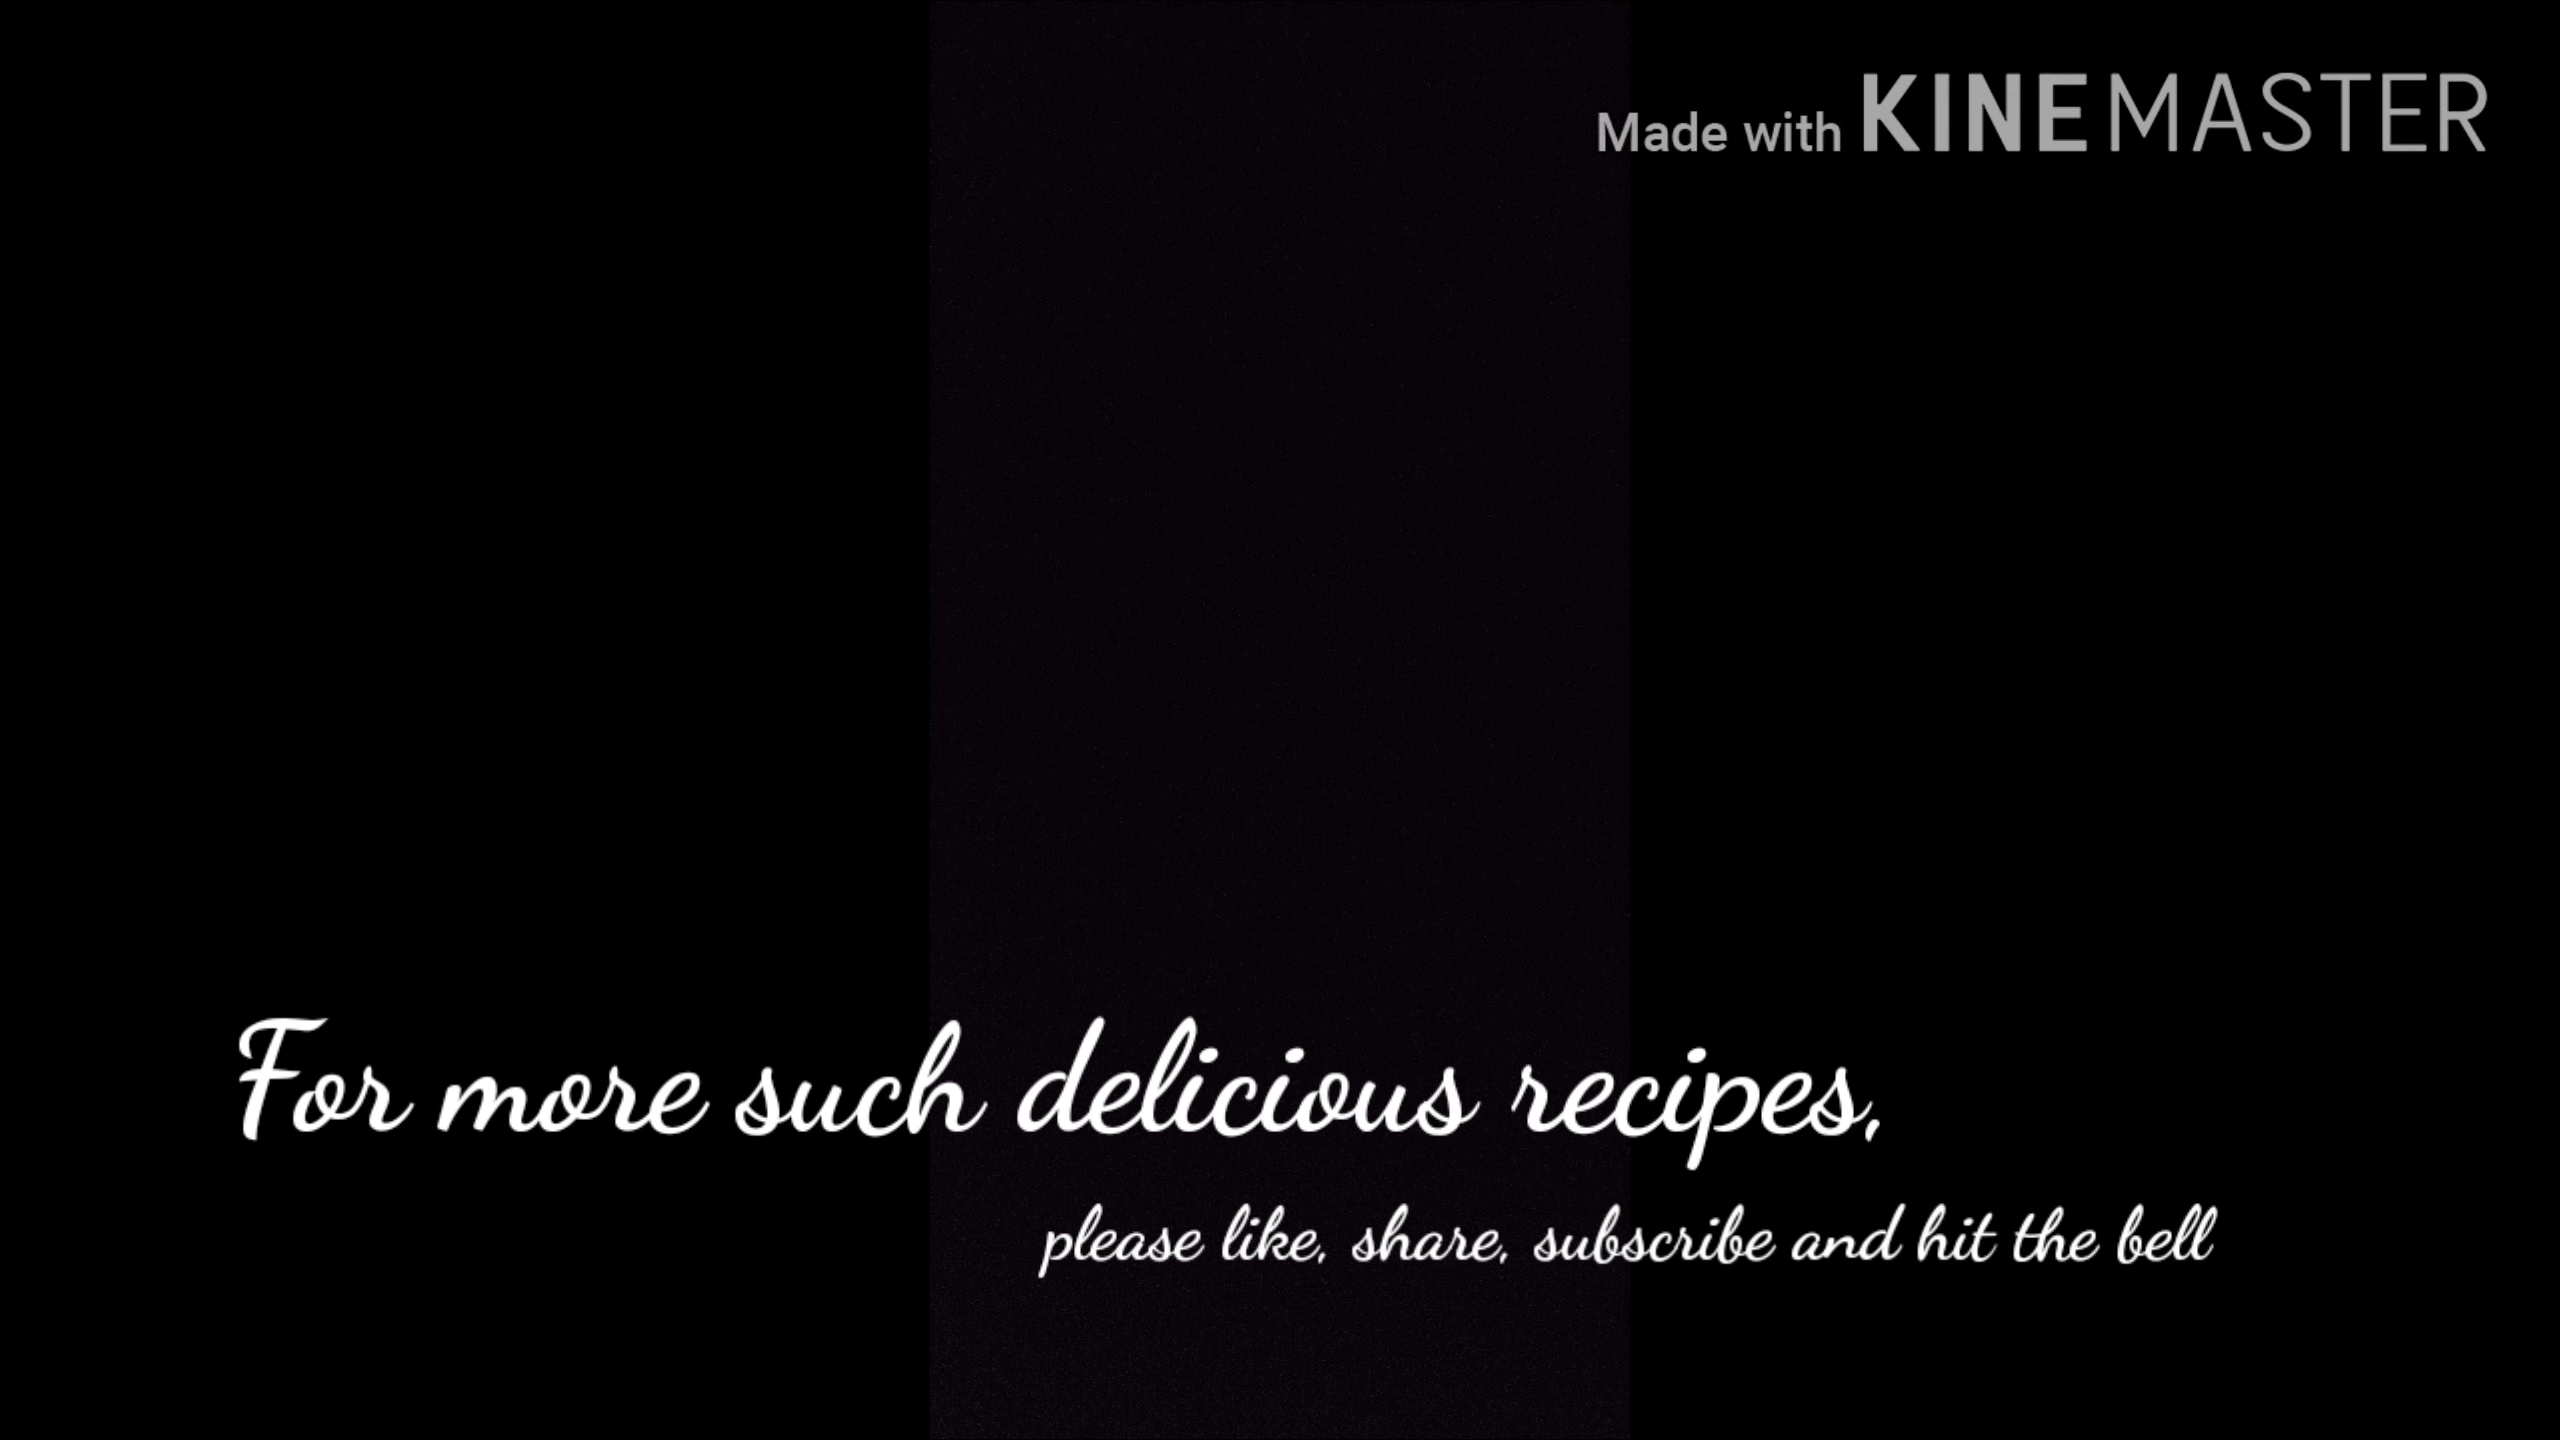 Made with KINEMASTER
For more such delicious recipes,
please like, share, subscribe and hit the bell